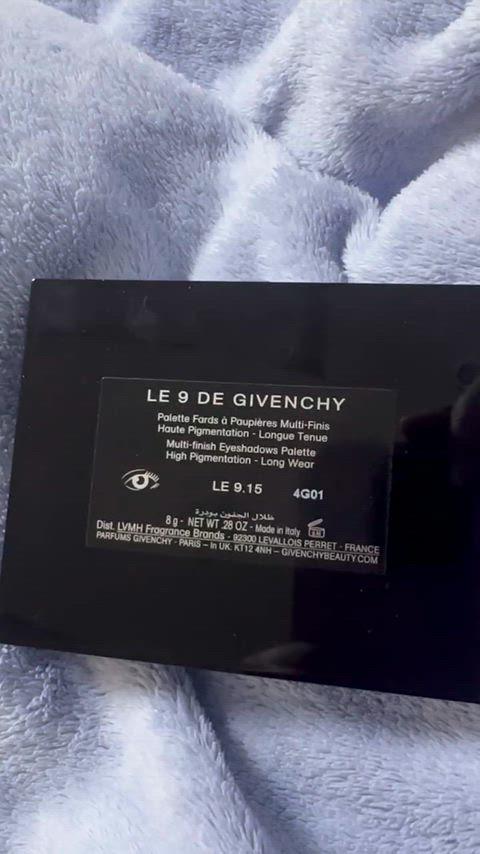 LE 9 DE GIVENCHY
Palette Fards à Paupières Multi-Finis
Haute Pigmentation - Longue Tenue
Multi-finish Eyeshadows Palette
High Pigmentation - Long Wear
LE 9.15 4G01
ظلال الجفون بودرة
8 g - NET WT .28 OZ - Made in Italy
Dist. LVMH Fragrance Brands - 92300 LEVALLOIS PERRET - FRANCE
PARFUMS GIVENCHY - PARIS – In UK: KT12 4NH – GIVENCHYBEAUTY.COM